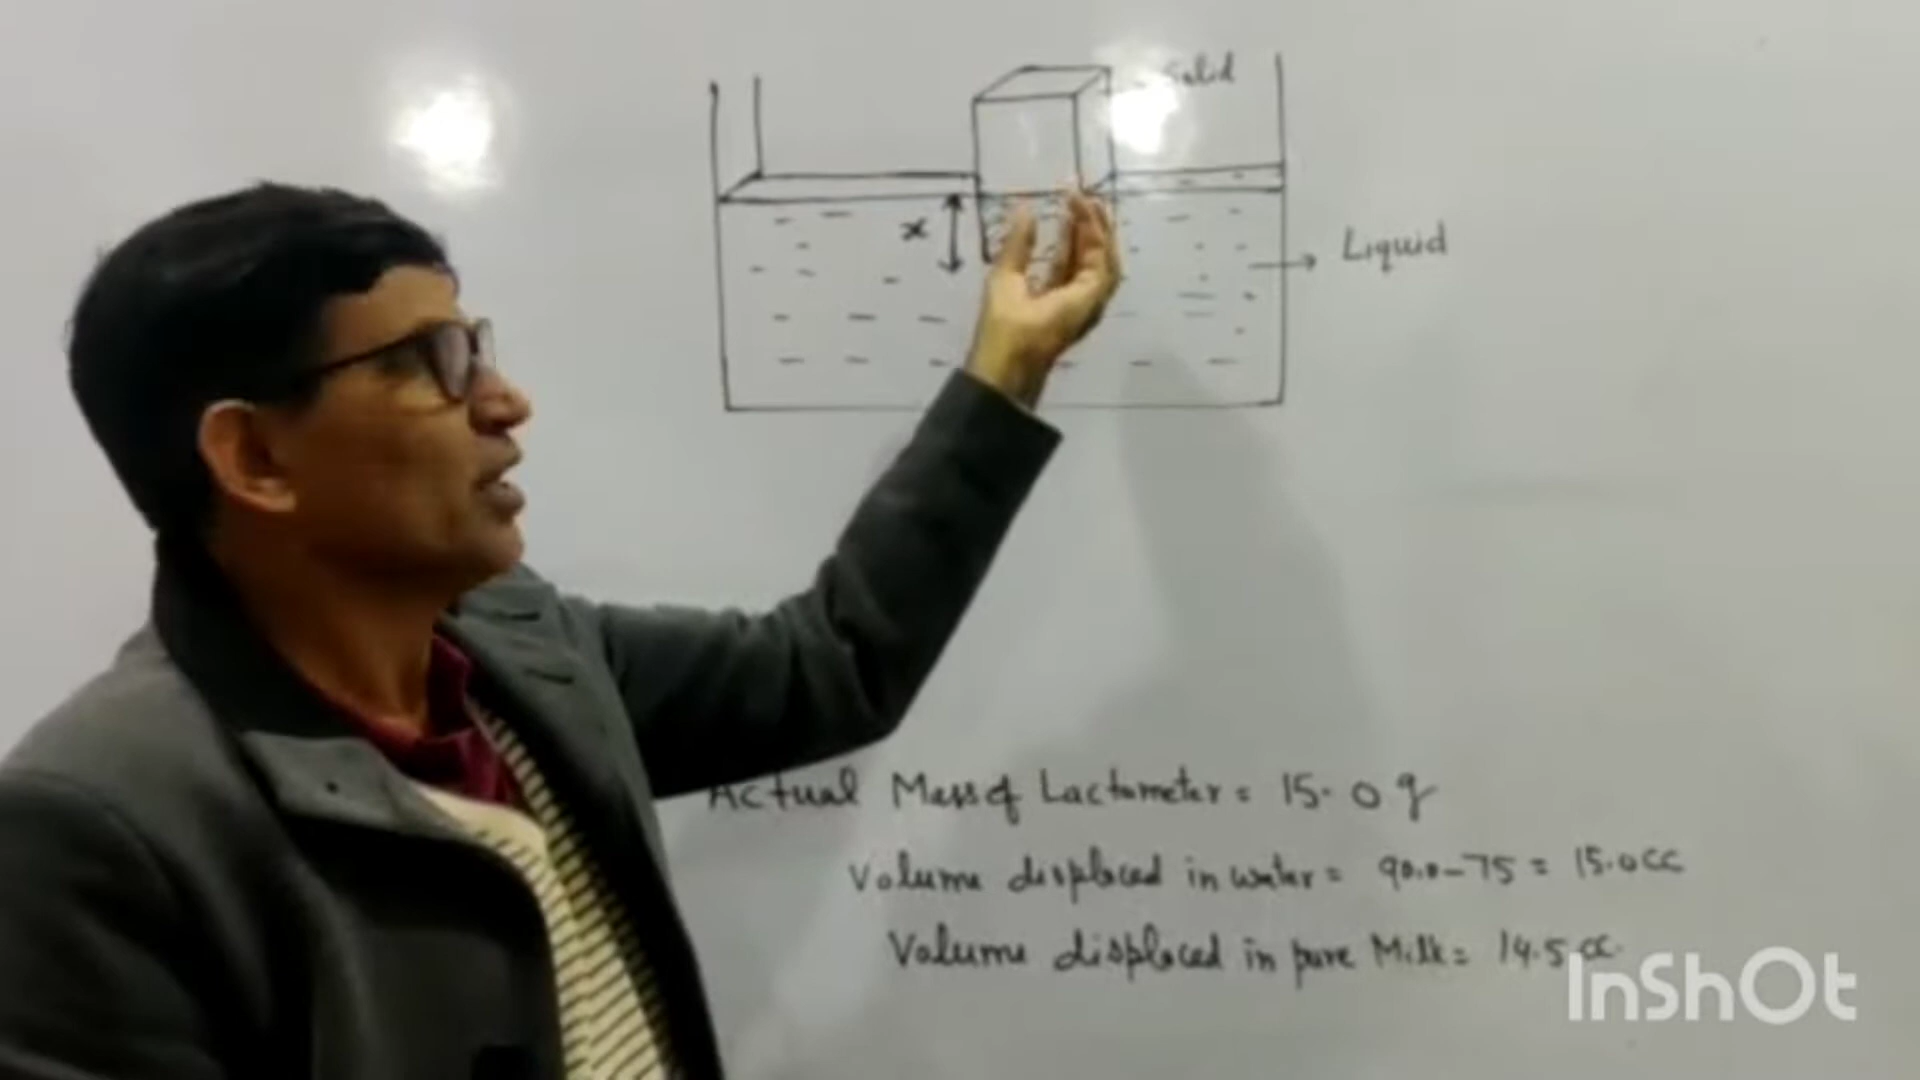 Solid
x
Liquid
Actual Mass of Lactometer = 15.0 g
Volume displaced in water = 90.0-75 = 15.0 cc
Volume displaced in pure Milk = 14.5 cc.
InShOt